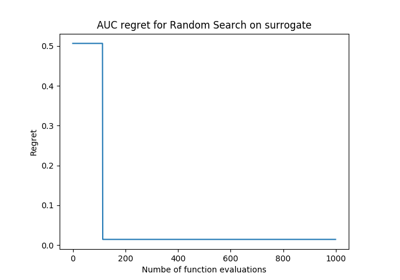 AUC regret for Random Search on surrogate
0.5
0.4
0.3
0.2
0.1
0.0
Regret
0 200 400 600 800 1000
Numbe of function evaluations